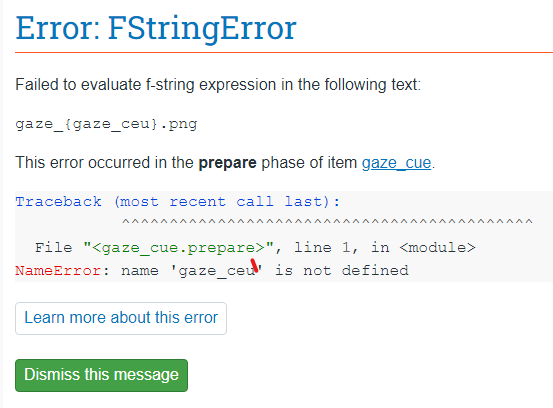 Error: FStringError
Failed to evaluate f-string expression in the following text:
gaze_{gaze_ceu}.png
This error occurred in the prepare phase of item gaze_cue.
Traceback (most recent call last):
^^^^^^^^^^^^^^^^^^^^^^^^^^^^^^^^^^^^^^^^^^^
File "<gaze_cue.prepare>", line 1, in <module>
NameError: name 'gaze_ceu' is not defined
Learn more about this error
Dismiss this message